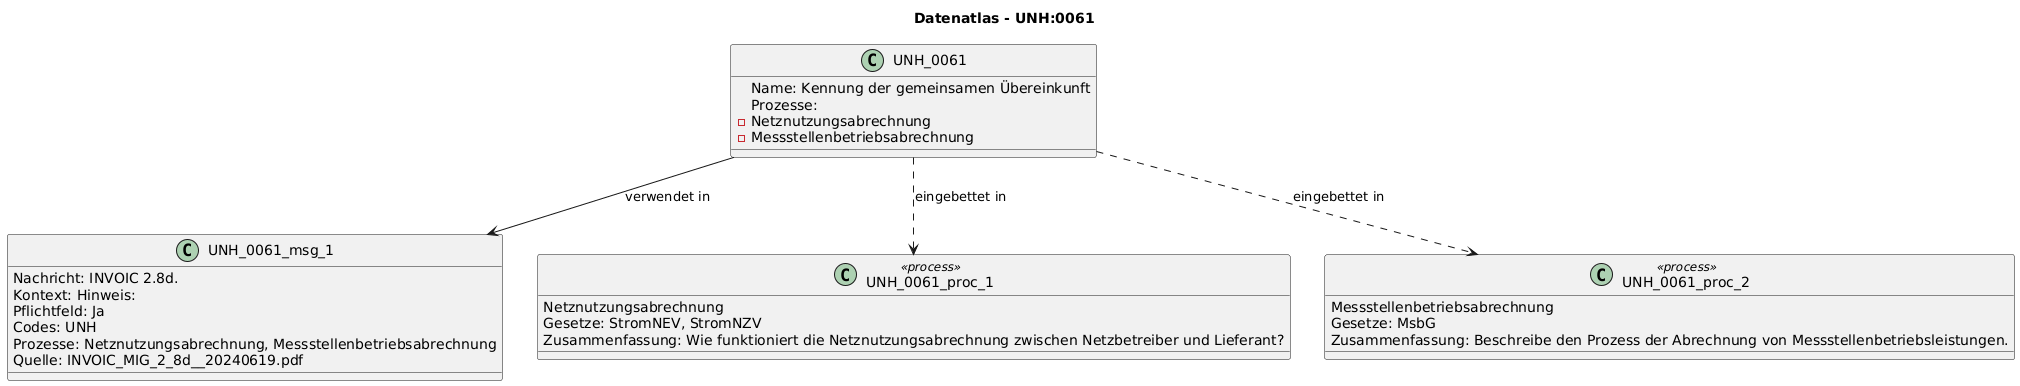 Datenatlas - UNH:0061
C UNH_0061
Name: Kennung der gemeinsamen Übereinkunft
Prozesse:
Netznutzungsabrechnung
Messstellenbetriebsabrechnung
verwendet in
eingebettet in
eingebettet in
C UNH_0061_msg_1
Nachricht: INVOIC 2.8d.
Kontext: Hinweis:
Pflichtfeld: Ja
Codes: UNH
Prozesse: Netznutzungsabrechnung, Messstellenbetriebsabrechnung
Quelle: INVOIC_MIG_2_8d__20240619.pdf
«process»
C UNH_0061_proc_1
Netznutzungsabrechnung
Gesetze: StromNEV, StromNZV
Zusammenfassung: Wie funktioniert die Netznutzungsabrechnung zwischen Netzbetreiber und Lieferant?
«process»
C UNH_0061_proc_2
Messstellenbetriebsabrechnung
Gesetze: MsbG
Zusammenfassung: Beschreibe den Prozess der Abrechnung von Messstellenbetriebsleistungen.